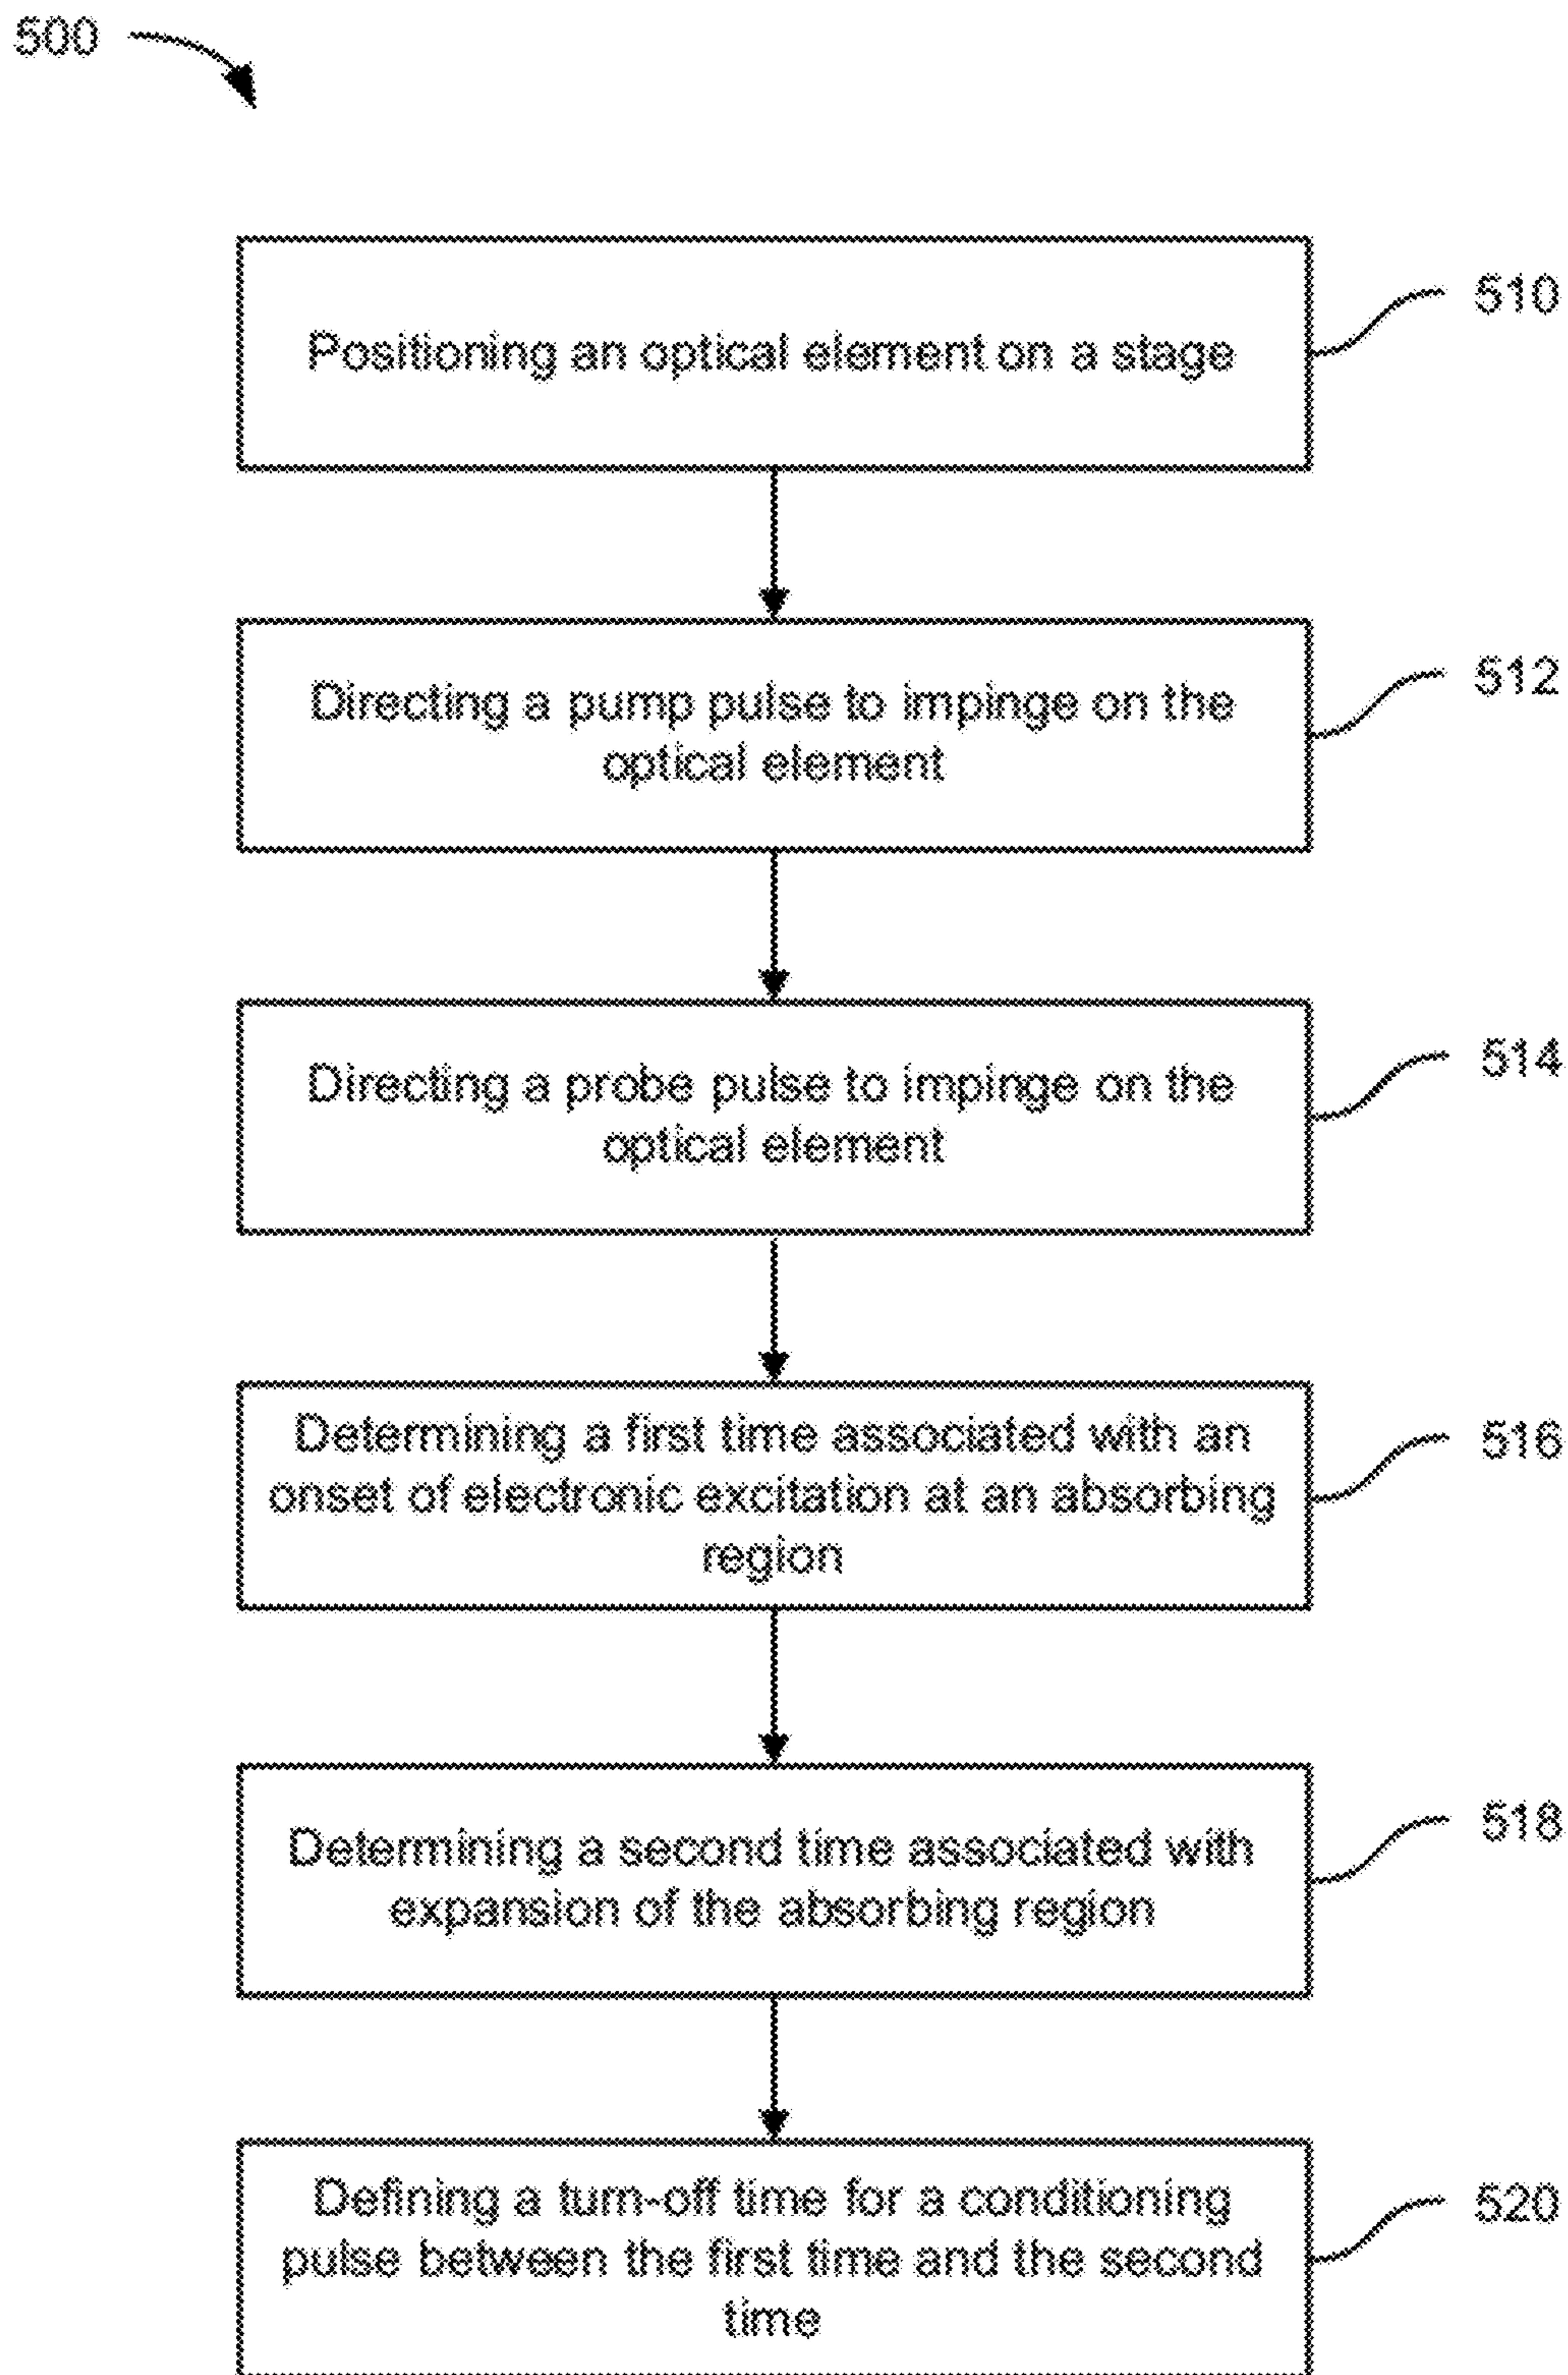 500
Positioning an optical element on a stage
510
Directing a pump pulse to impinge on the
optical element
512
Directing a probe pulse to impinge on the
optical element
514
Determining a first time associated with an
onset of electronic excitation at an absorbing
region
516
Determining a second time associated with
expansion of the absorbing region
518
Defining a turn-off time for a conditioning
pulse between the first time and the second
time
520